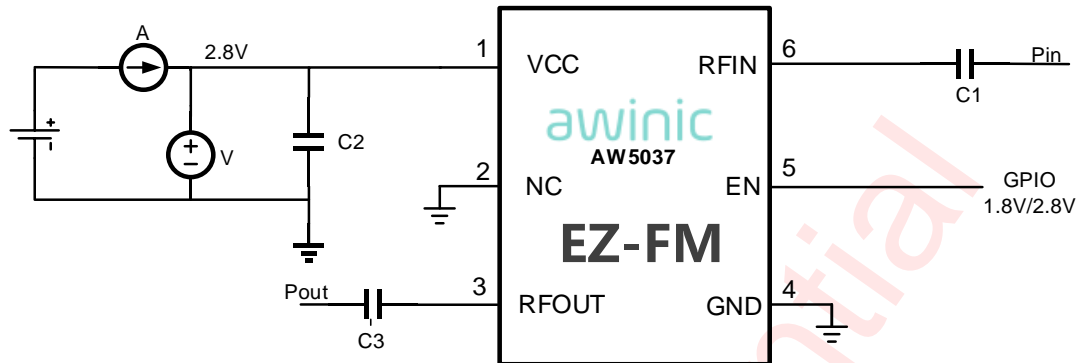 A
2.8V
+
-
+
−
V
C2
1
VCC
2
NC
Pout
C3
3
RFOUT
awinic
AW5037
EZ-FM
6
RFIN
C1
Pin
5
EN
GPIO
1.8V/2.8V
4
GND
ntial